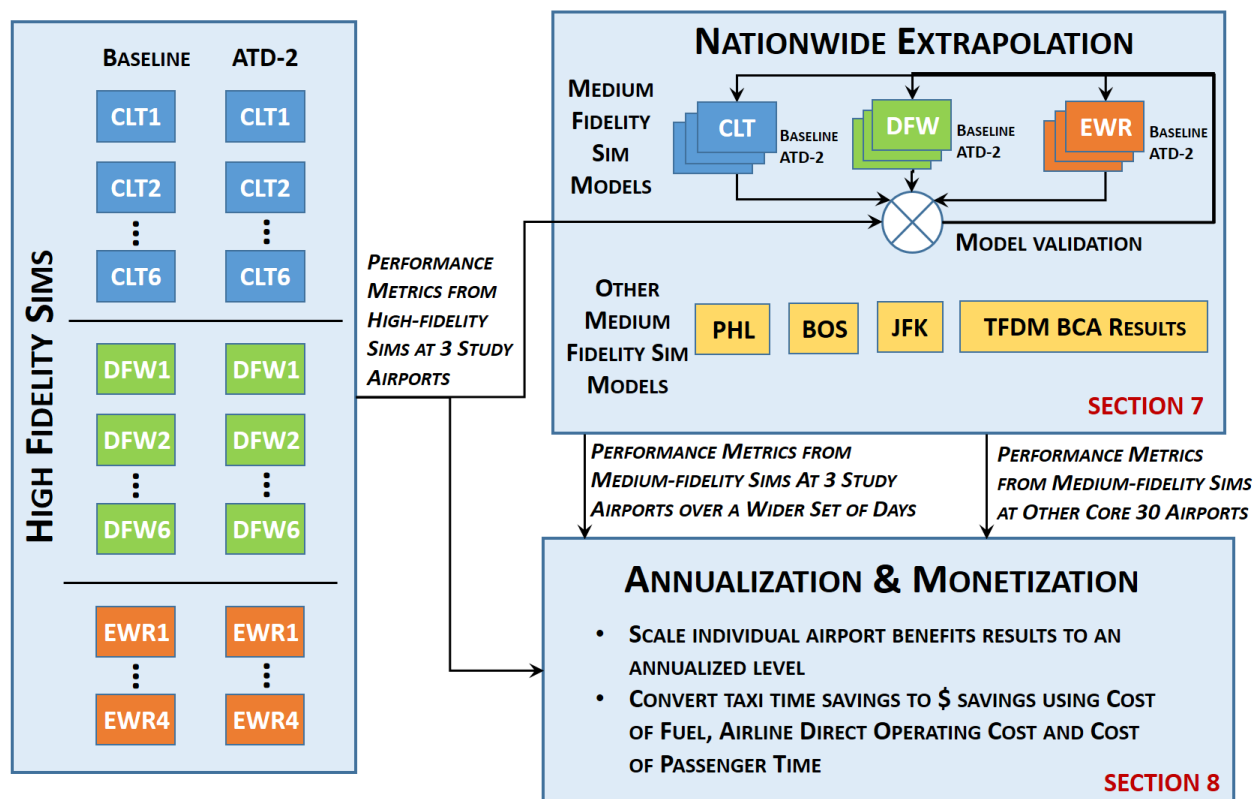 HIGH FIDELITY SIMS
BASELINE
ATD-2
CLT1
CLT1
CLT2
CLT2
CLT6
CLT6
DFW1
DFW1
DFW2
DFW2
DFW6
DFW6
EWR1
EWR1
EWR4
EWR4
PERFORMANCE
METRICS FROM
HIGH-FIDELITY
SIMS AT 3 STUDY
AIRPORTS
NATIONWIDE EXTRAPOLATION
MEDIUM
FIDELITY
SIM
MODELS
CLT
BASELINE
ATD-2
DFW
BASELINE
ATD-2
EWR
BASELINE
ATD-2
MODEL VALIDATION
OTHER
MEDIUM
FIDELITY SIM
MODELS
PHL
BOS
JFK
TFDM BCA RESULTS
SECTION 7
PERFORMANCE METRICS FROM
MEDIUM-FIDELITY SIMS AT 3 STUDY
AIRPORTS OVER A WIDER SET OF DAYS
PERFORMANCE METRICS
FROM MEDIUM-FIDELITY SIMS
AT OTHER CORE 30 AIRPORTS
ANNUALIZATION & MONETIZATION
• SCALE INDIVIDUAL AIRPORT BENEFITS RESULTS TO AN
ANNUALIZED LEVEL
• CONVERT TAXI TIME SAVINGS TO $ SAVINGS USING COST
OF FUEL, AIRLINE DIRECT OPERATING COST AND COST
OF PASSENGER TIME
SECTION 8